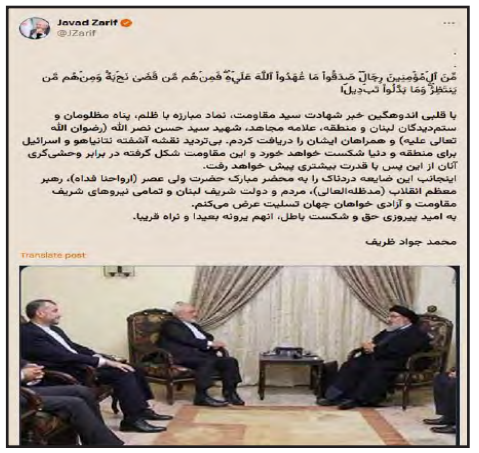 Javad Zarif
@JZarif
.
.
مِّنَ ٱلۡمُؤۡمِنِينَ رِجَالٞ صَدَقُواْ مَا عَٰهَدُواْ ٱللَّهَ عَلَيۡهِۖ فَمِنۡهُم مَّن قَضَىٰ نَحۡبَهُۥ وَمِنۡهُم مَّن
يَنتَظِرُۖ وَمَا بَدَّلُواْ تَبۡدِيلٗا
با قلبی اندوهگین خبر شهادت سید مقاومت، نماد مبارزه با ظلم، پناه مظلومان و
ستم‌دیدگان لبنان و منطقه، علامه مجاهد، شهید سید حسن نصر الله (رضوان الله
تعالی علیه) و همراهان ایشان را دریافت کردم. بی‌تردید نقشه آشفته نتانیاهو و اسرائیل
برای منطقه و دنیا شکست خواهد خورد و این مقاومت شکل گرفته در برابر وحشی‌گری
آنان از این پس با قدرت بیشتری پیش خواهد رفت.
اینجانب این ضایعه دردناک را به محضر مبارک حضرت ولی عصر (ارواحنا فداه)، رهبر
معظم انقلاب (مدظله‌العالی)، مردم و دولت شریف لبنان و تمامی نیروهای شریف
مقاومت و آزادی خواهان جهان تسلیت عرض می‌کنم.
به امید پیروزی حق و شکست باطل، انهم یرونه بعیدا و نراه قریبا.
محمد جواد ظریف
Translate post